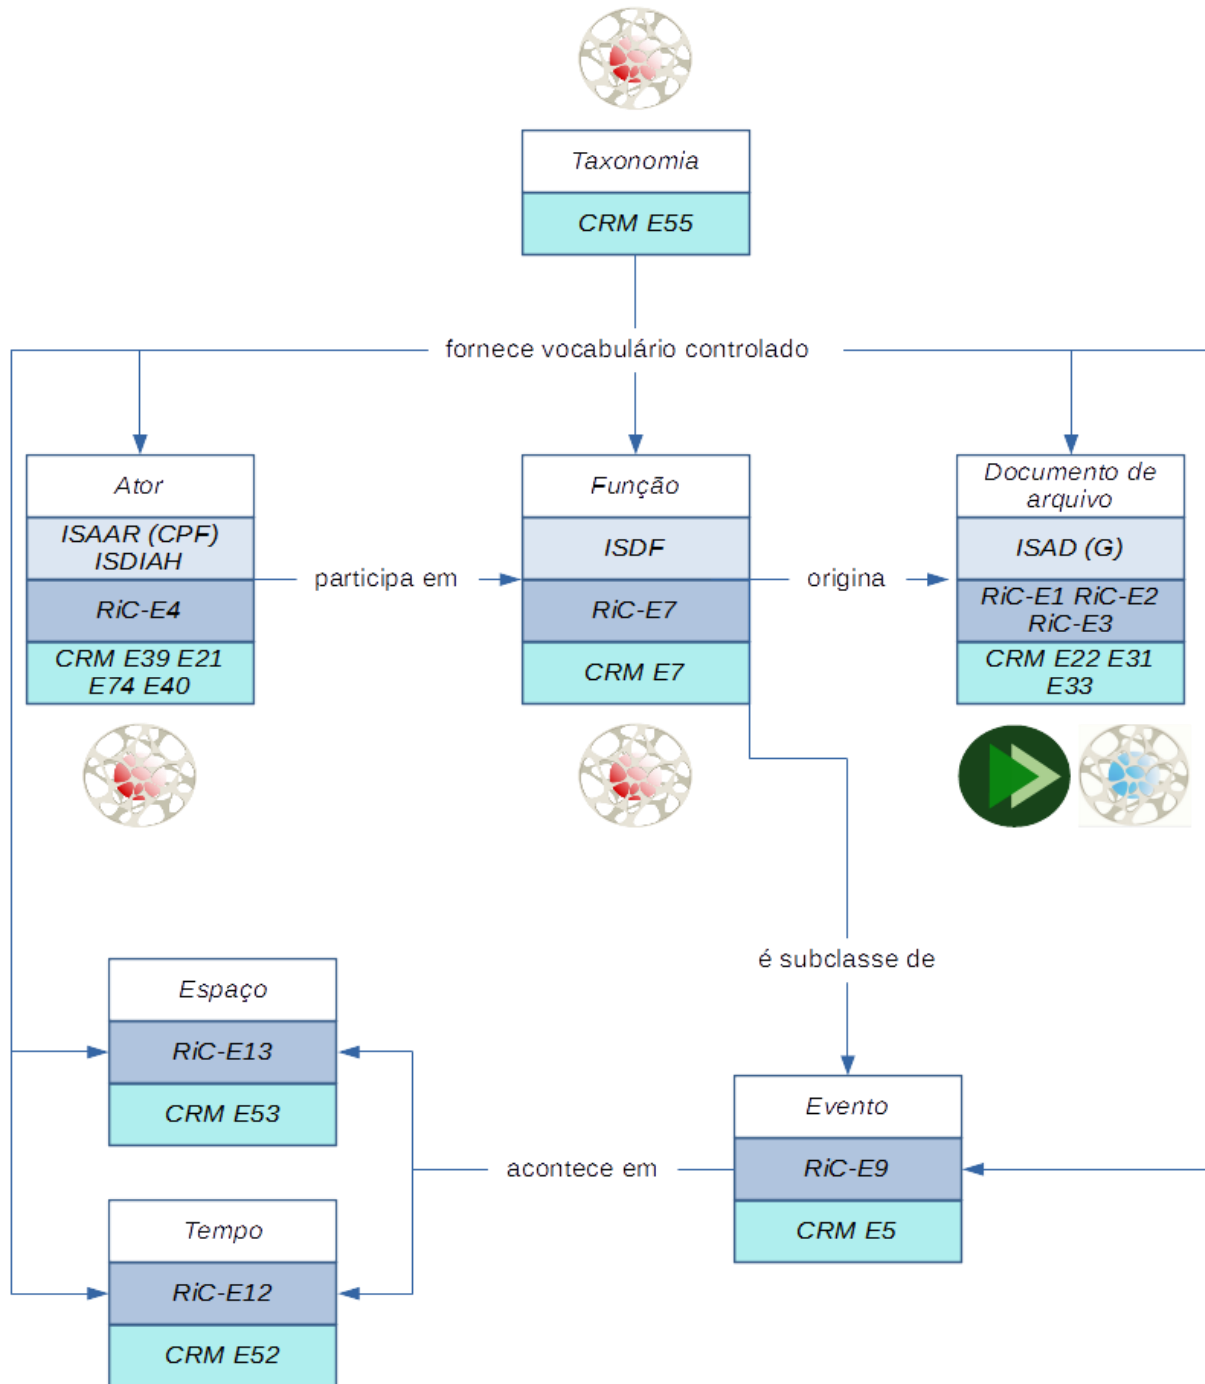 Taxonomia
CRM E55
fornece vocabulário controlado
Ator
ISAAR (CPF)
ISDIAH
RiC-E4
CRM E39 E21
E74 E40
participa em
Função
ISDF
RiC-E7
CRM E7
origina
Documento de
arquivo
ISAD (G)
RiC-E1 RiC-E2
RiC-E3
CRM E22 E31
E33
é subclasse de
Espaço
RiC-E13
CRM E53
Evento
RiC-E9
CRM E5
acontece em
Tempo
RiC-E12
CRM E52